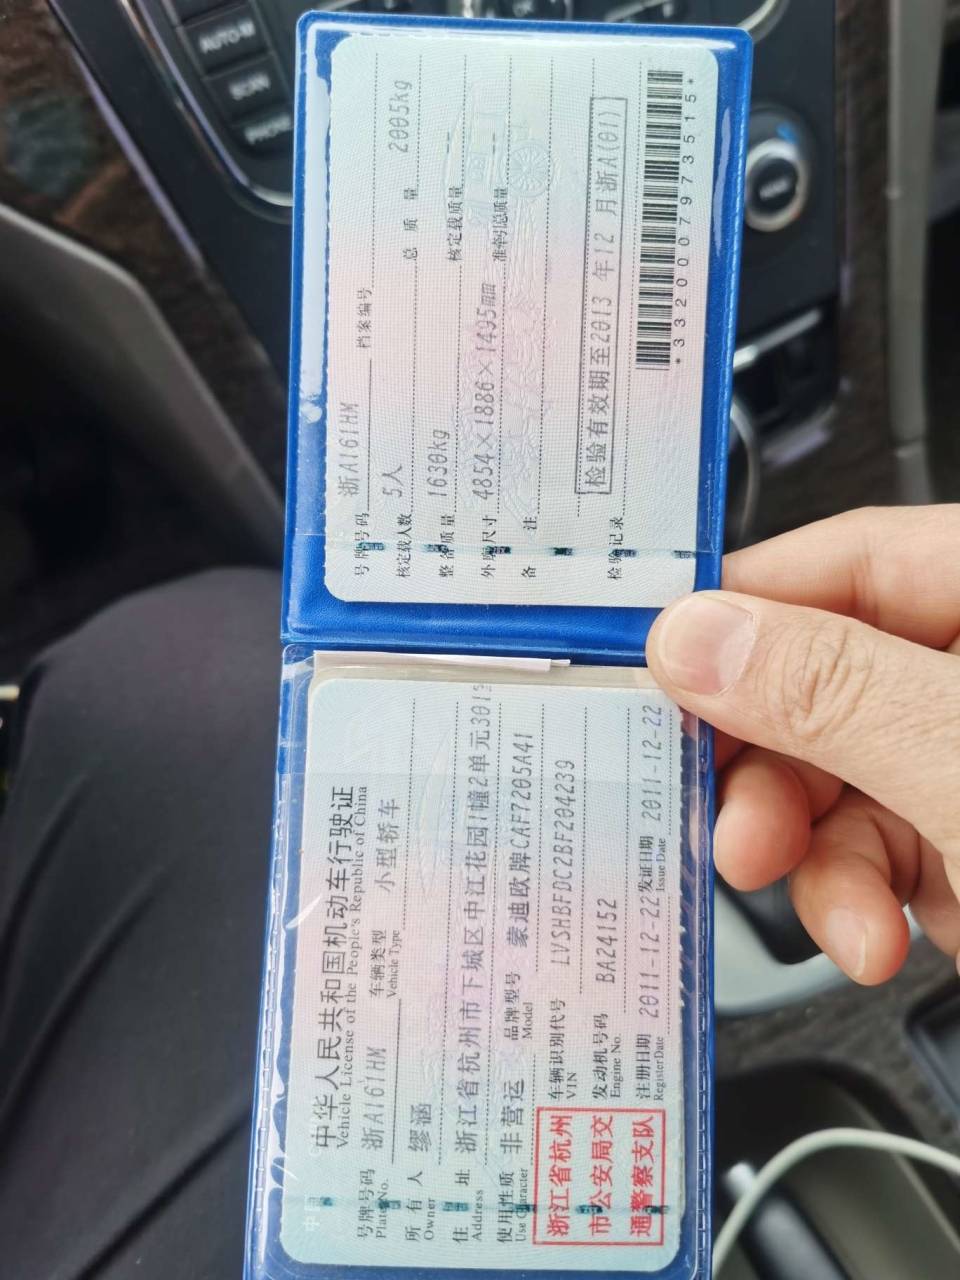 中华人民共和国机动车行驶证
Vehicle License of the People's Republic of China
号牌号码 浙A161HM 车辆类型 小型轿车
Plate No. Vehicle Type
所有人 缪涵
Owner
住址 浙江省杭州市下城区中江花园1幢2单元301
Address
使用性质 非营运 品牌型号 蒙迪欧牌CAF7205A41
Use Character Model
浙江省杭州
市公安局交
通警察支队
车辆识别代号 LVSHBFDC2BF204239
VIN
发动机号码 BA24152
Engine No.
注册日期 2011-12-22 发证日期 2011-12-22
Register Date Issue Date
号牌号码 浙A161HM 档案编号
核定载人数 5人 总质量 2005kg
整备质量 1630kg 核定载质量 --
外廓尺寸 4854×1886×1495mm 准牵引总质量 --
备注
检验有效期至2013年12月浙A(01)
检验记录
*3320007973515*
AUTO-M
SCAN
PHONE